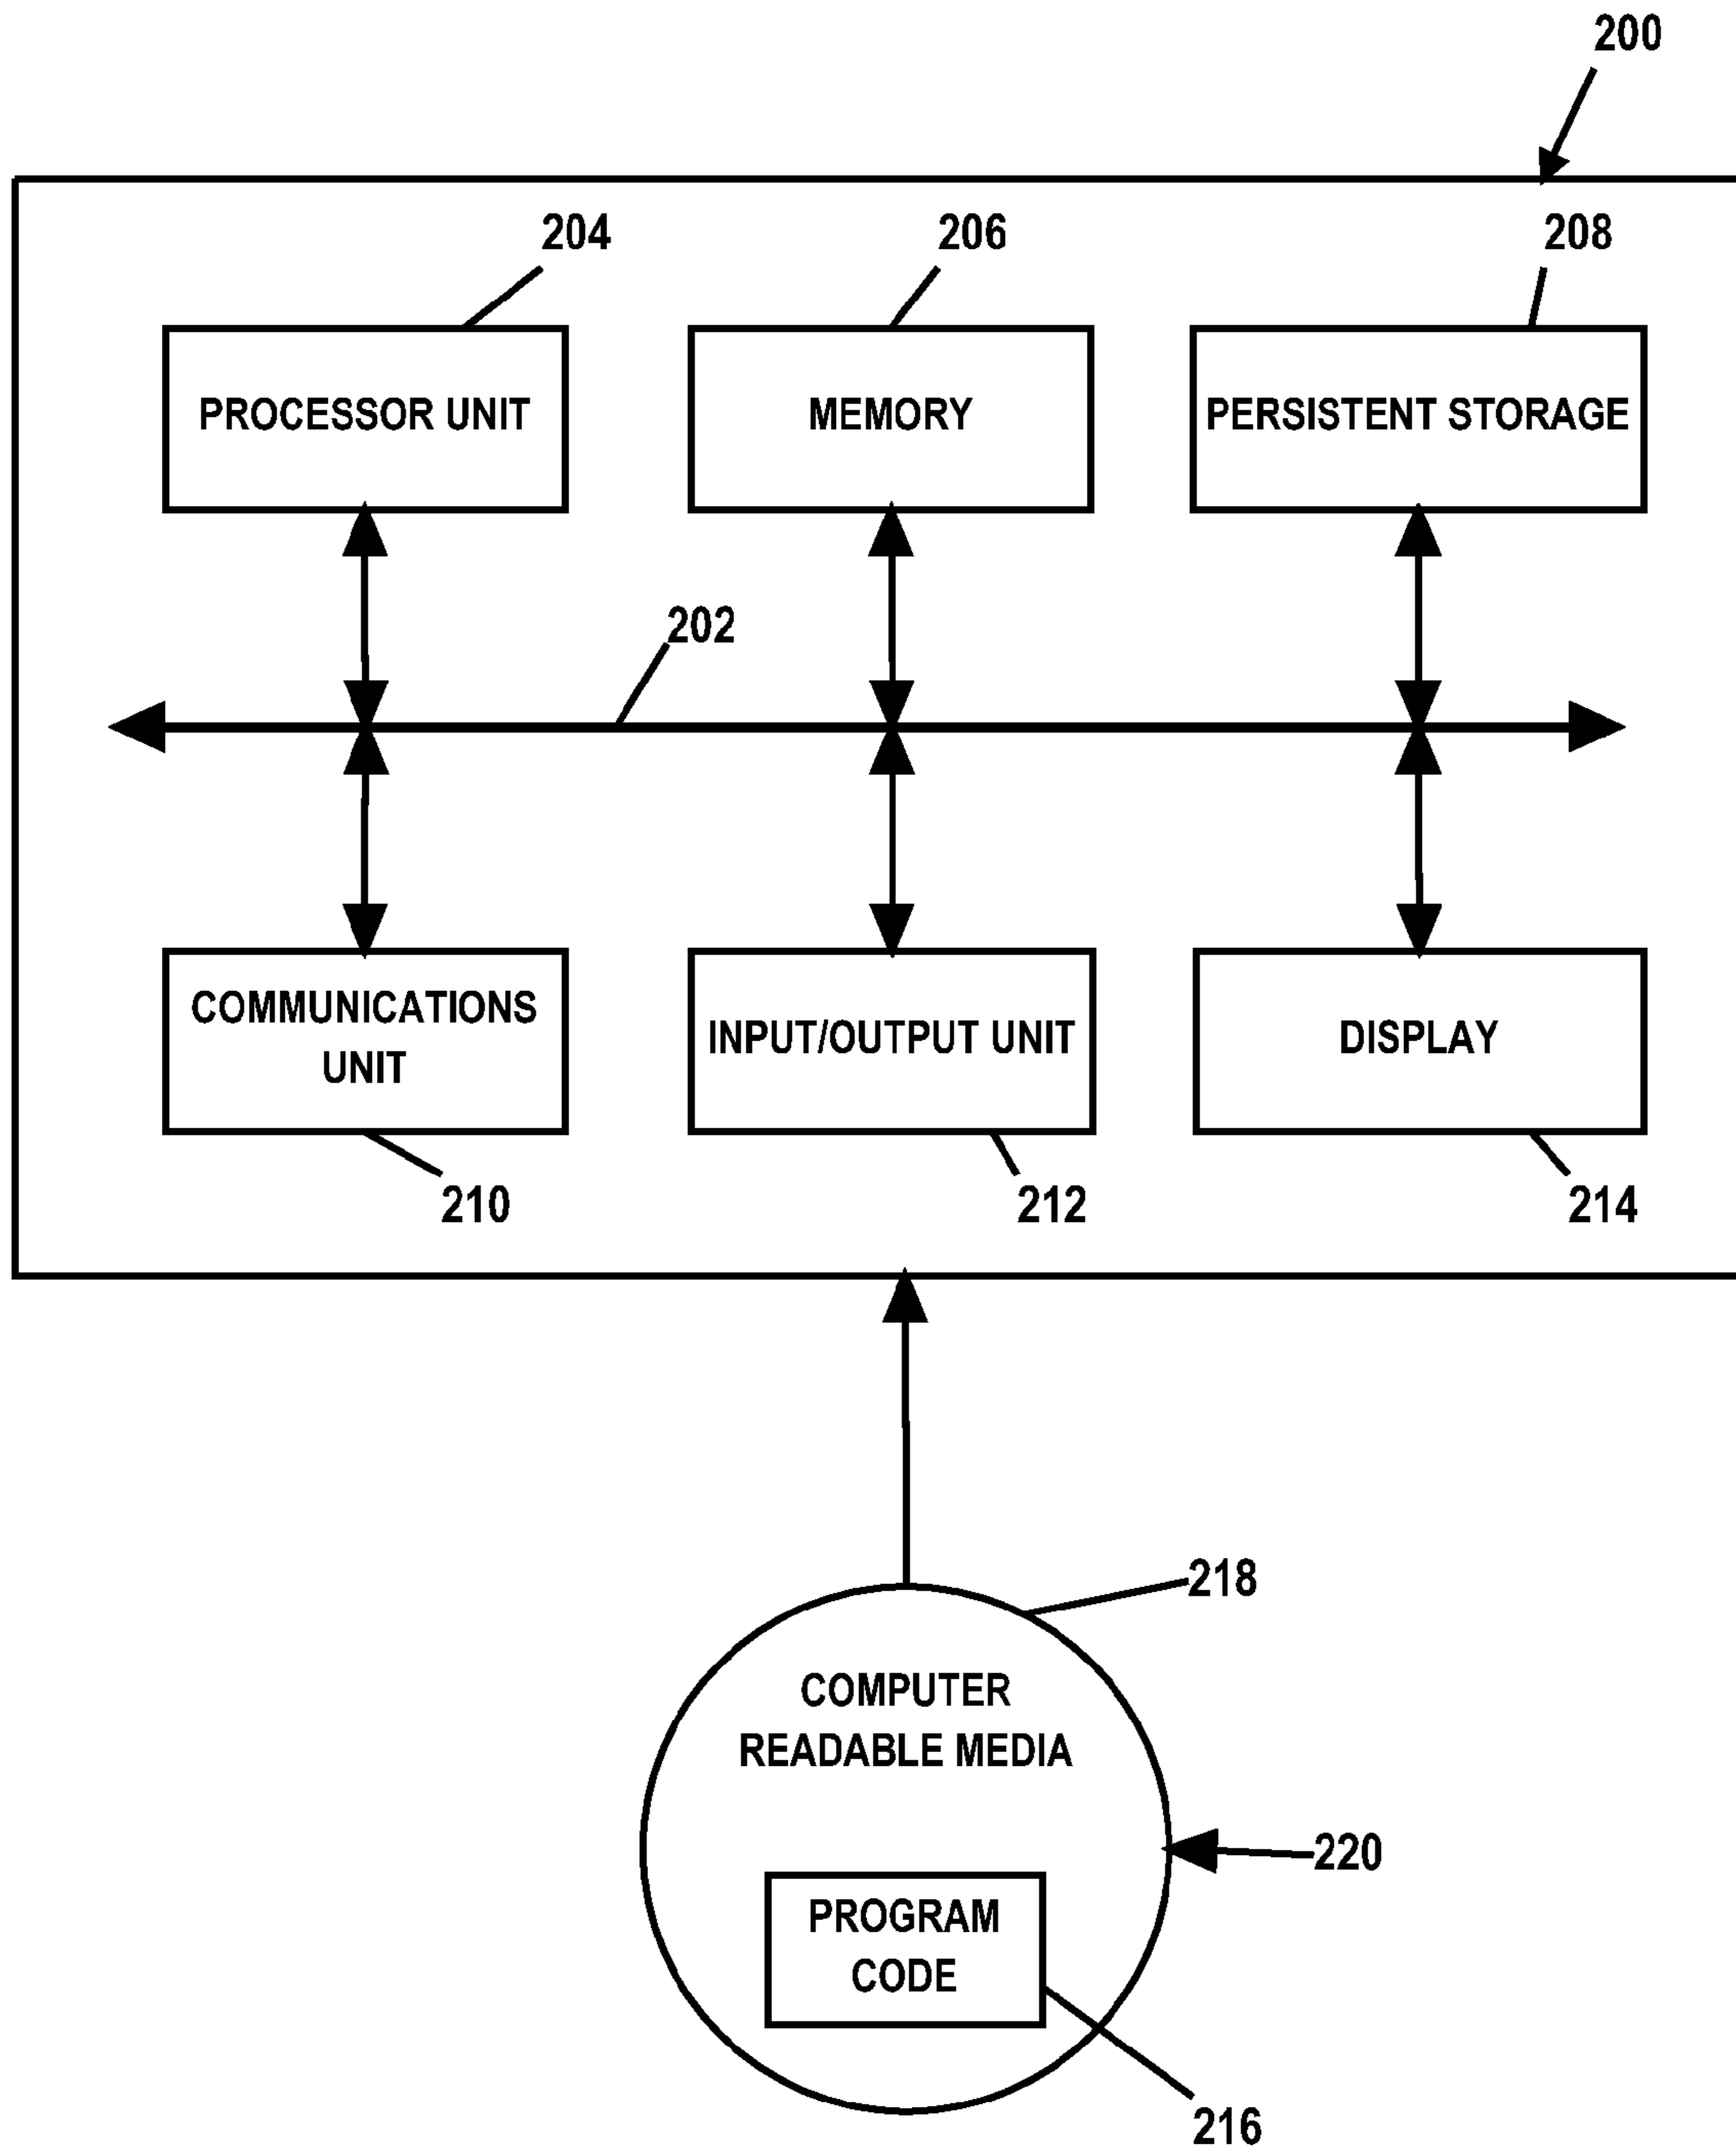 200
204
206
208
PROCESSOR UNIT
MEMORY
PERSISTENT STORAGE
202
COMMUNICATIONS
UNIT
INPUT/OUTPUT UNIT
DISPLAY
210
212
214
218
COMPUTER
READABLE MEDIA
220
PROGRAM
CODE
216